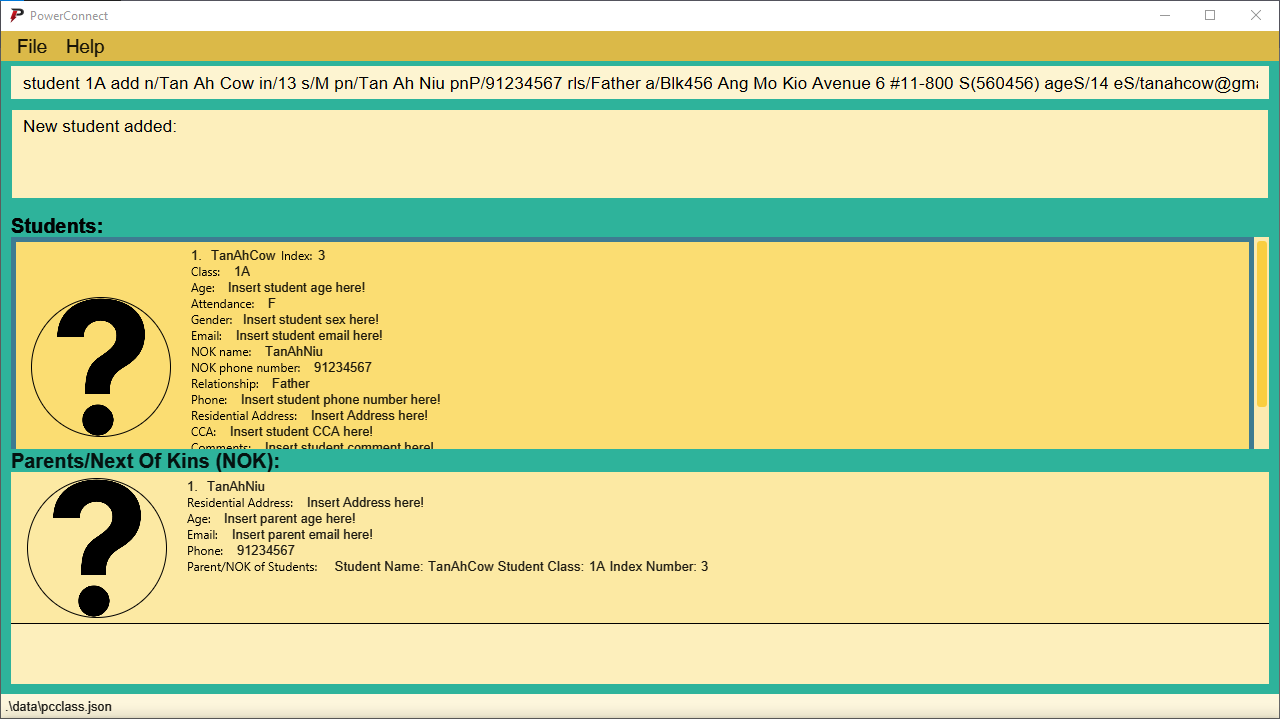 PowerConnect
File Help
student 1A add n/Tan Ah Cow in/13 s/M pn/Tan Ah Niu pnP/91234567 rls/Father a/Blk456 Ang Mo Kio Avenue 6 #11-800 S(560456) ageS/14 eS/tanahcow@gma
New student added:
Students:
1. TanAhCow Index: 3
Class: 1A
Age: Insert student age here!
Attendance: F
Gender: Insert student sex here!
Email: Insert student email here!
NOK name: TanAhNiu
NOK phone number: 91234567
Relationship: Father
Phone: Insert student phone number here!
Residential Address: Insert Address here!
CCA: Insert student CCA here!
Comments: Insert student comment here!
Parents/Next Of Kins (NOK):
1. TanAhNiu
Residential Address: Insert Address here!
Age: Insert parent age here!
Email: Insert parent email here!
Phone: 91234567
Parent/NOK of Students: Student Name: TanAhCow Student Class: 1A Index Number: 3
.\data\pcclass.json